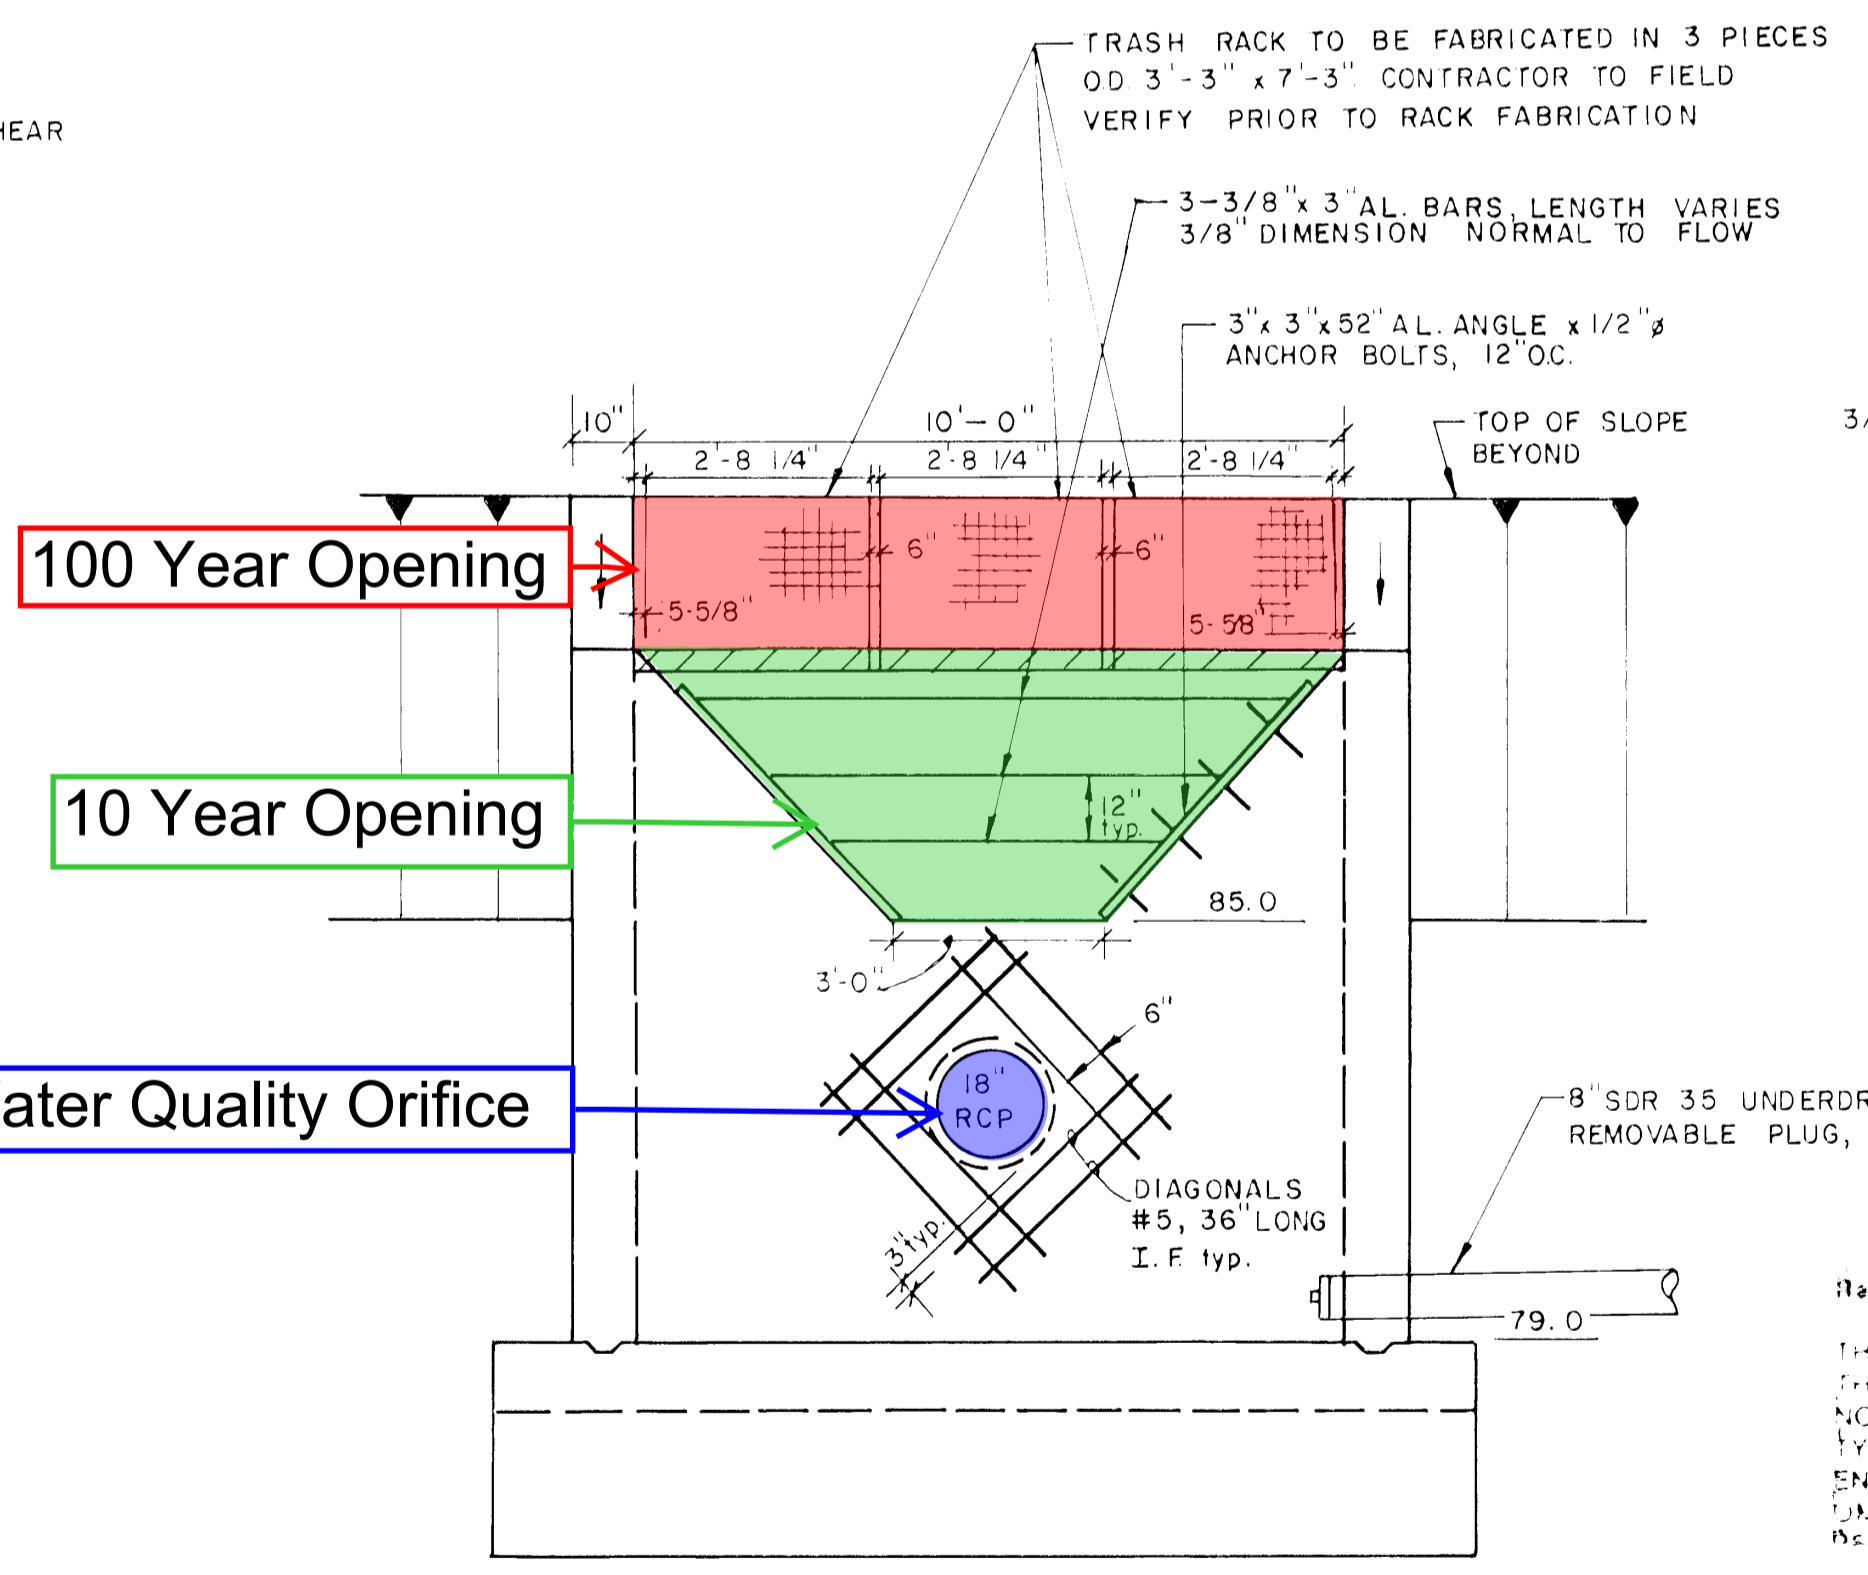 TRASH RACK TO BE FABRICATED IN 3 PIECES
O.D. 3'-3" x 7'-3". CONTRACTOR TO FIELD
VERIFY PRIOR TO RACK FABRICATION
HEAR
3-3/8"x 3"AL. BARS, LENGTH VARIES
3/8" DIMENSION NORMAL TO FLOW
3"x 3"x52" AL. ANGLE x 1/2"ø
ANCHOR BOLTS, 12"O.C.
10"
10'-0"
TOP OF SLOPE
BEYOND
3/
2'-8 1/4"
2'-8 1/4"
2'-8 1/4"
100 Year Opening
6"
6"
5-5/8"
5-5/8"
10 Year Opening
12"
typ.
85.0
3'-0"
6"
18"
RCP
ater Quality Orifice
8"SDR 35 UNDERDR
REMOVABLE PLUG,
DIAGONALS
#5, 36"LONG
I.F. typ.
3"typ.
79.0